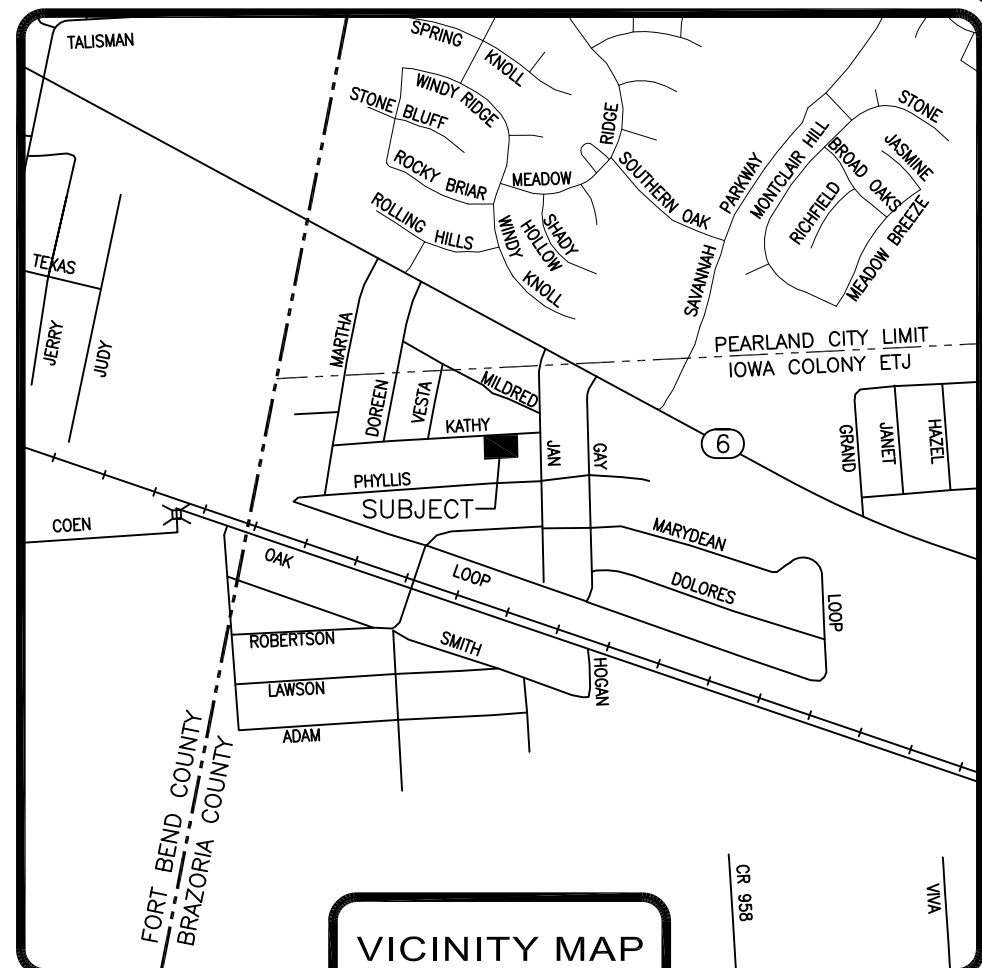 TALISMAN
SPRING
KNOLL
WINDY RIDGE
STONE BLUFF
RIDGE
STONE
JASMINE
BROAD OAKS
MONTCLAIR HILL
PARKWAY
ROCKY BRIAR
MEADOW
SOUTHERN OAK
RICHFIELD
MEADOW BREEZE
ROLLING HILLS
SHADY
HOLLOW
WINDY
KNOLL
SAVANNAH
TEXAS
JERRY
JUDY
MARTHA
PEARLAND CITY LIMIT
IOWA COLONY ETJ
DOREEN
VESTA
MILDRED
KATHY
JAN
GAY
6
GRAND
JANET
HAZEL
PHYLLIS
SUBJECT
COEN
OAK
LOOP
MARYDEAN
DOLORES
LOOP
ROBERTSON
SMITH
HOGAN
LAWSON
ADAM
FORT BEND COUNTY
BRAZORIA COUNTY
CR 958
VIVA
VICINITY MAP